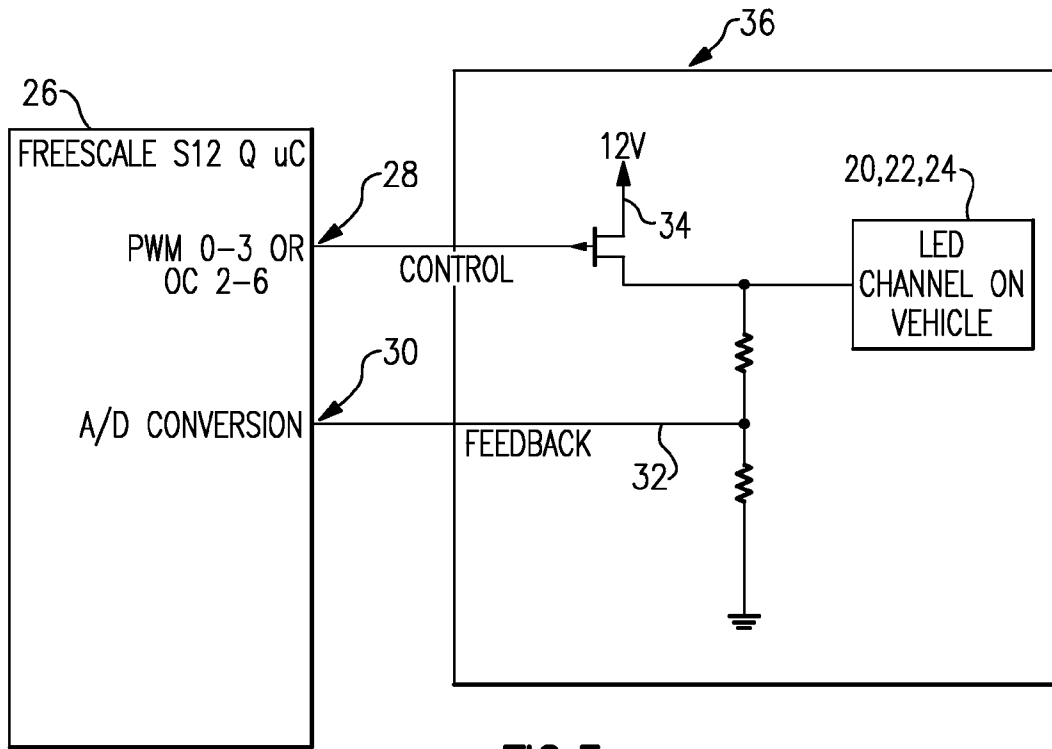 36
26
FREESCALE S12 Q uC
28
PWM 0-3 OR
OC 2-6
CONTROL
12V
34
20,22,24
LED
CHANNEL ON
VEHICLE
30
A/D CONVERSION
FEEDBACK
32